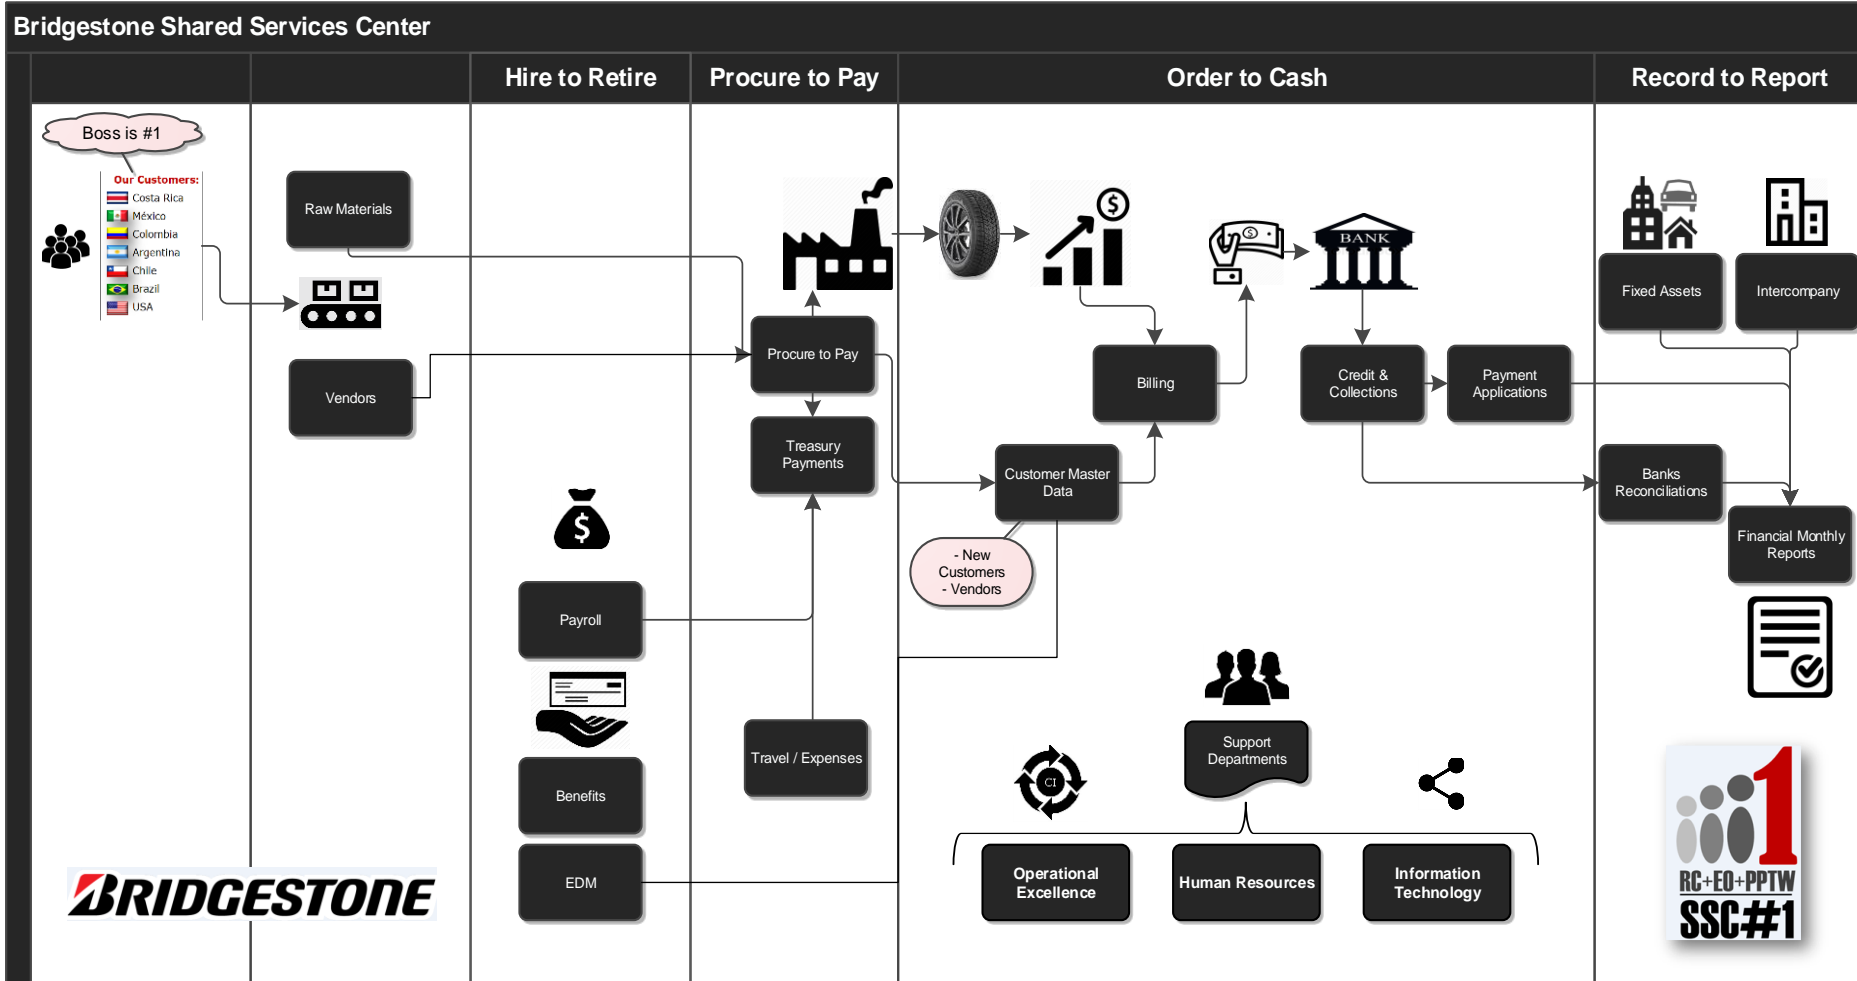 Bridgestone Shared Services Center
Hire to Retire
Procure to Pay
Order to Cash
Record to Report
Boss is #1
Our Customers:
Costa Rica
México
Colombia
Argentina
Chile
Brazil
USA
Raw Materials
Vendors
Payroll
Benefits
EDM
$
Procure to Pay
Treasury
Payments
Travel / Expenses
$
$
BANK
Billing
Credit &
Collections
Payment
Applications
Customer Master
Data
- New
Customers
- Vendors
Support
Departments
CI
Operational
Excellence
Human Resources
Information
Technology
Fixed Assets
Intercompany
Banks
Reconciliations
Financial Monthly
Reports
BRIDGESTONE
1
RC+EO+PPTW
SSC#1